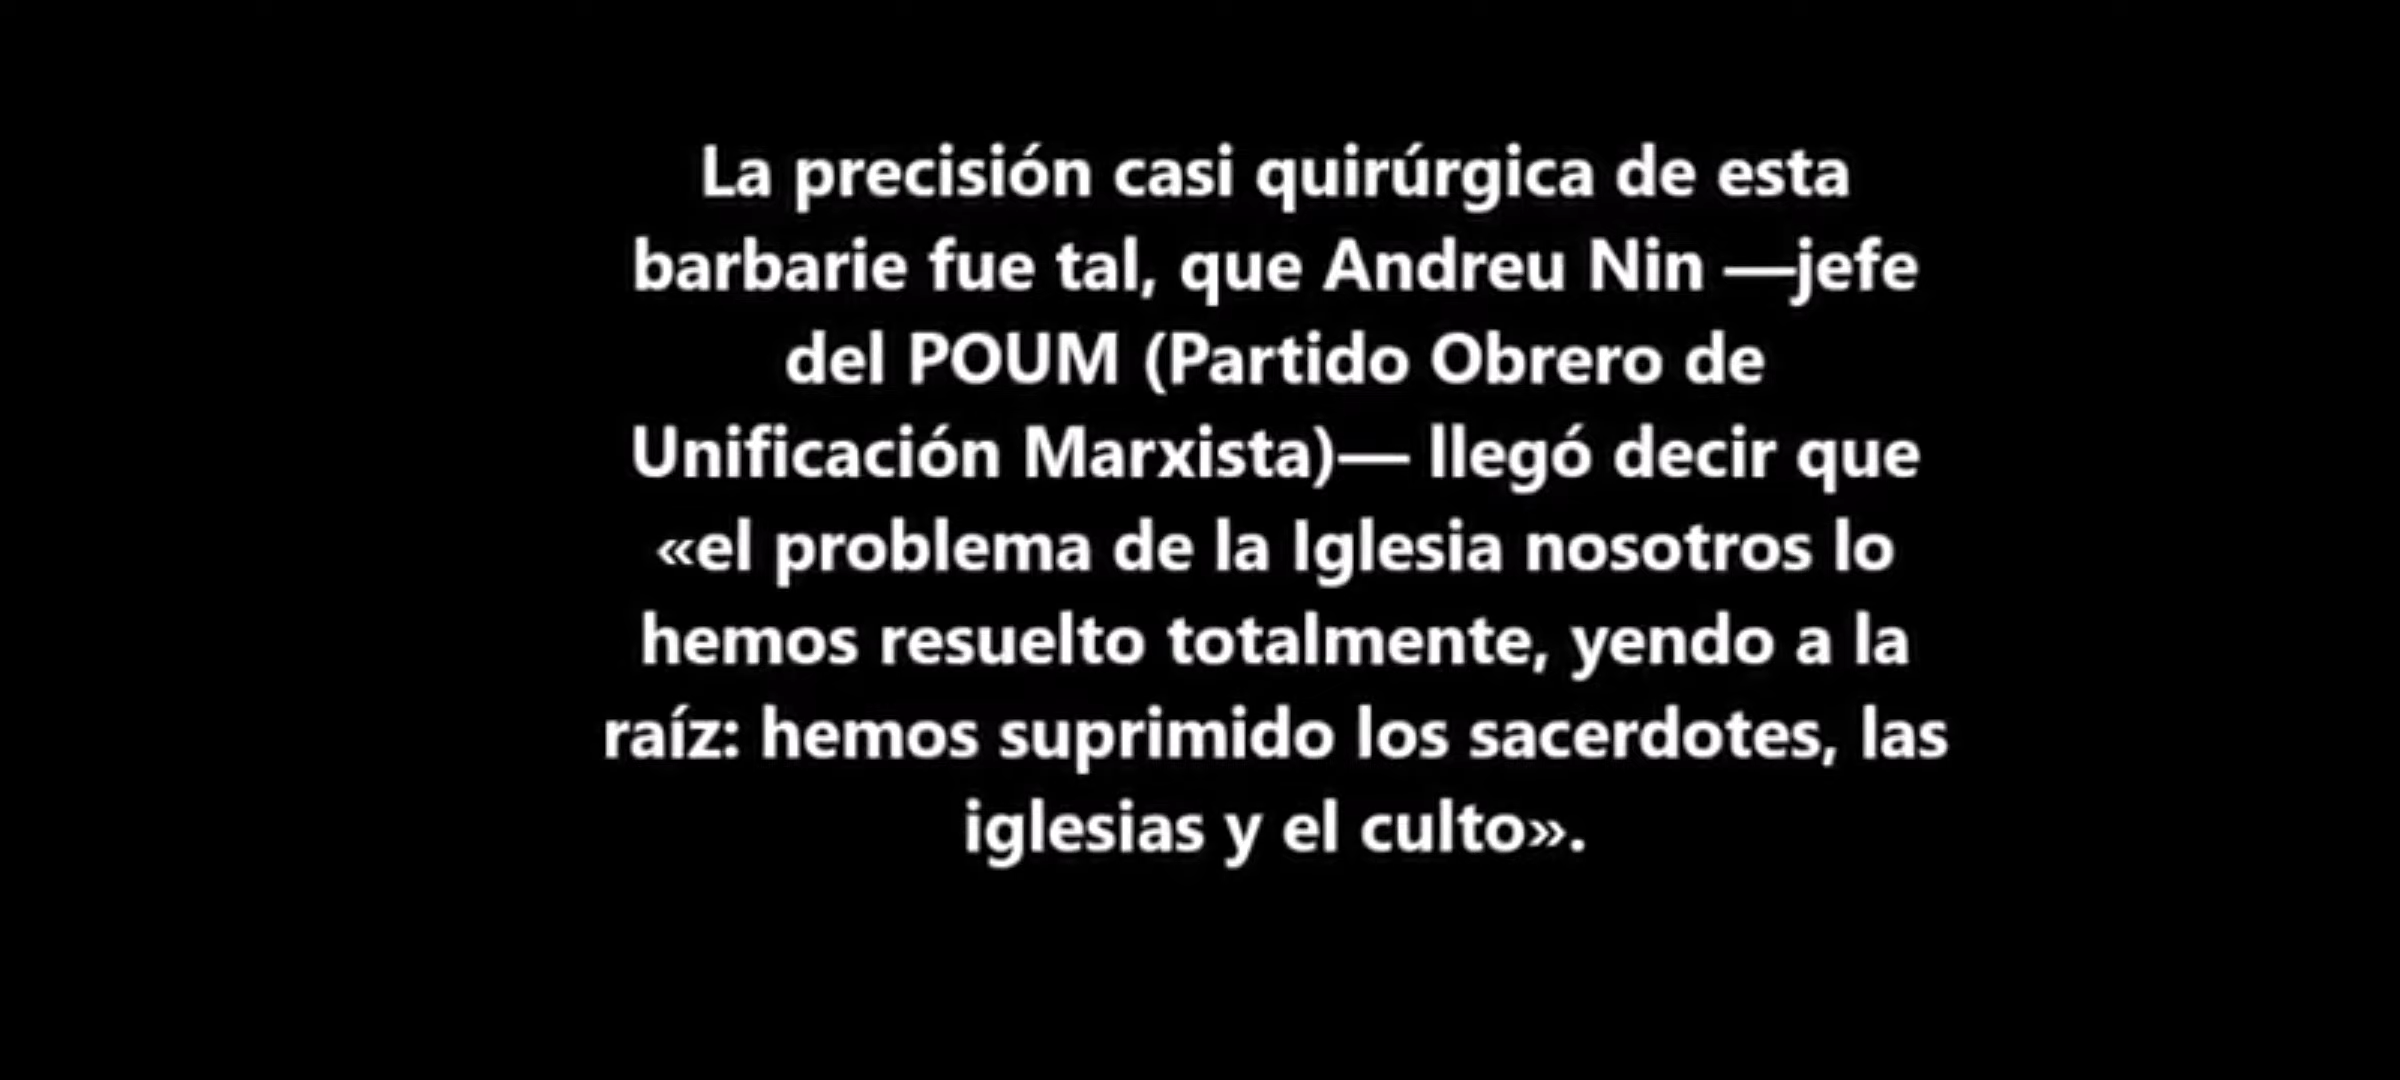 La precisión casi quirúrgica de esta
barbarie fue tal, que Andreu Nin —jefe
del POUM (Partido Obrero de
Unificación Marxista)— llegó decir que
«el problema de la Iglesia nosotros lo
hemos resuelto totalmente, yendo a la
raíz: hemos suprimido los sacerdotes, las
iglesias y el culto».